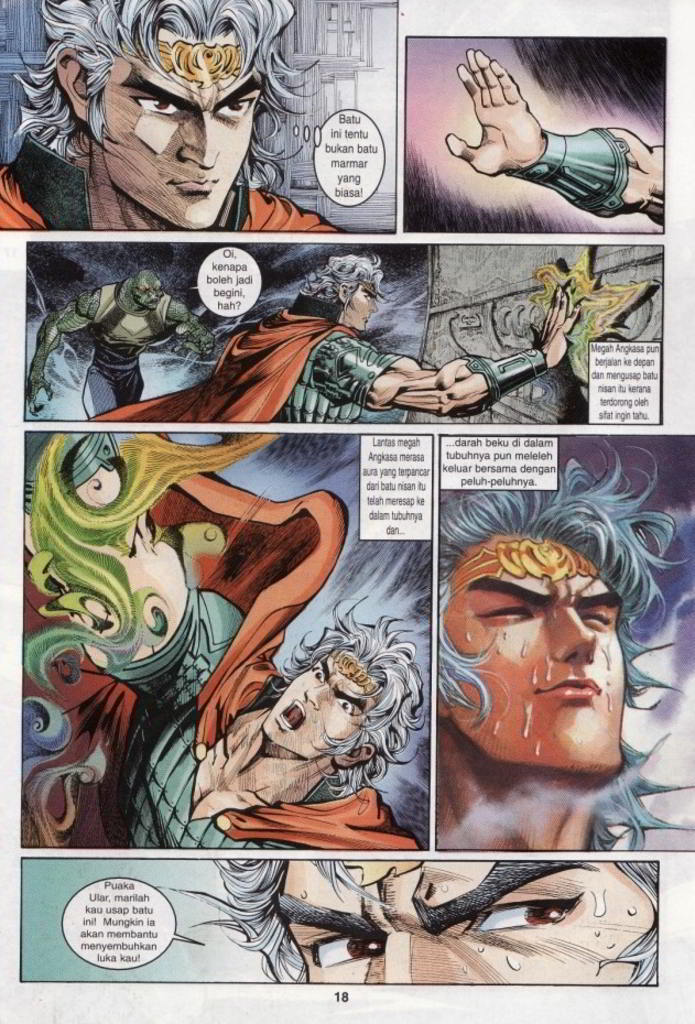 Batu
ini tentu
bukan batu
marmar
yang
biasa!
Oi,
kenapa
boleh jadi
begini,
hah?
Megah Angkasa pun
berjalan ke depan
dan mengusap batu
nisan itu kerana
terdorong oleh
sifat ingin tahu.
Lantas megah
Angkasa merasa
aura yang terpancar
dari batu nisan itu
telah meresap ke
dalam tubuhnya
dan...
...darah beku di dalam
tubuhnya pun meleleh
keluar bersama dengan
peluh-peluhnya.
Puaka
Ular, marilah
kau usap batu
ini! Mungkin ia
akan membantu
menyembuhkan
luka kau!
18